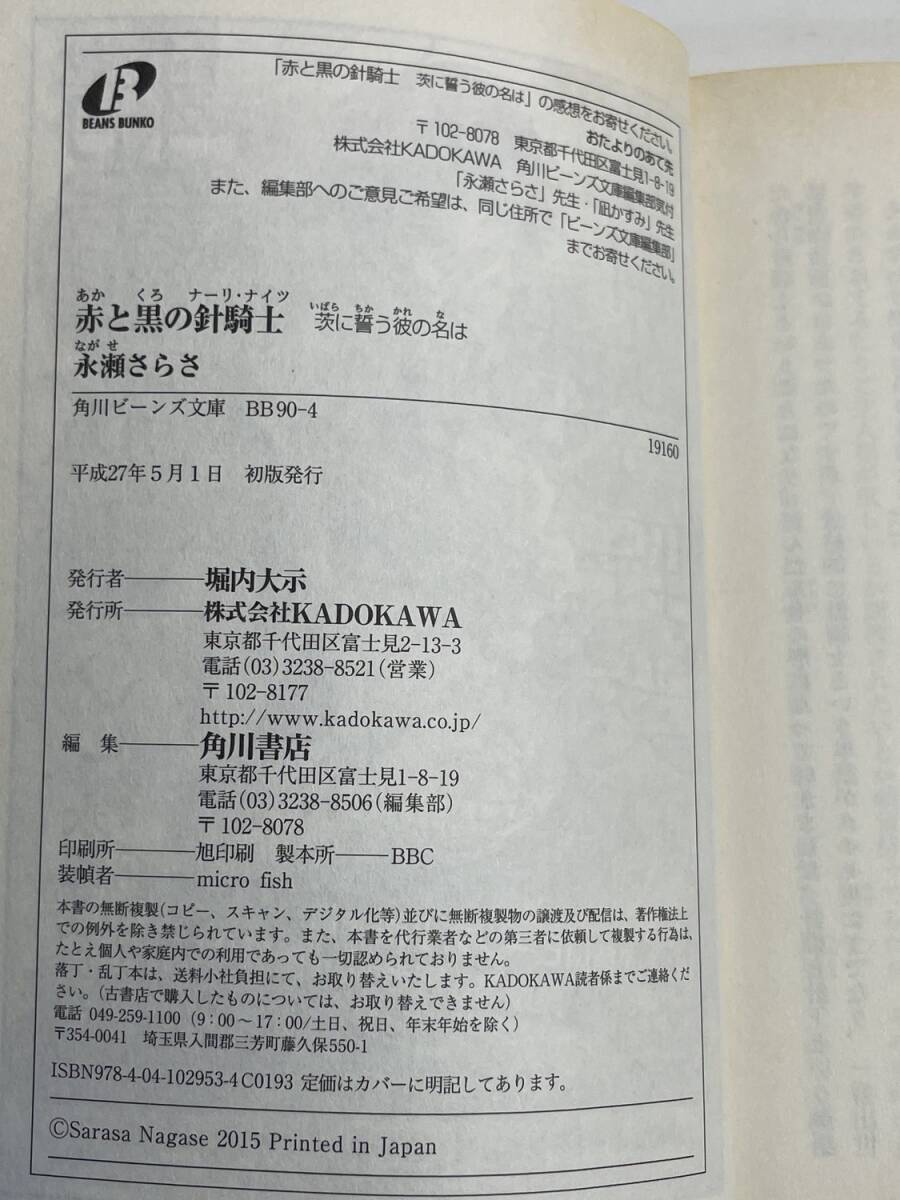 BEANS BUNKO
「赤と黒の針騎士 茨に誓う彼の名は」の感想をお寄せください。
おたよりのあて先
〒102-8078 東京都千代田区富士見1-8-19
株式会社KADOKAWA 角川ビーンズ文庫編集部気付
「永瀬さらさ」先生・「凪かすみ」先生
また、編集部へのご意見ご希望は、同じ住所で「ビーンズ文庫編集部」
までお寄せください。
あか くろ ナーリ・ナイツ いばら ちか かれ な
赤と黒の針騎士 茨に誓う彼の名は
ながせ
永瀬さらさ
角川ビーンズ文庫 BB90-4
19160
平成27年5月1日 初版発行
発行者―――堀内大示
発行所―――株式会社KADOKAWA
東京都千代田区富士見2-13-3
電話(03)3238-8521(営業)
〒102-8177
http://www.kadokawa.co.jp/
編 集―――角川書店
東京都千代田区富士見1-8-19
電話(03)3238-8506(編集部)
〒102-8078
印刷所―――旭印刷 製本所―――BBC
装幀者―――micro fish
本書の無断複製(コピー、スキャン、デジタル化等)並びに無断複製物の譲渡及び配信は、著作権法上
での例外を除き禁じられています。また、本書を代行業者などの第三者に依頼して複製する行為は、
たとえ個人や家庭内での利用であっても一切認められておりません。
落丁・乱丁本は、送料小社負担にて、お取り替えいたします。KADOKAWA読者係までご連絡くだ
さい。(古書店で購入したものについては、お取り替えできません)
電話 049-259-1100 (9:00~17:00/土日、祝日、年末年始を除く)
〒354-0041 埼玉県入間郡三芳町藤久保550-1
ISBN978-4-04-102953-4 C0193 定価はカバーに明記してあります。
©Sarasa Nagase 2015 Printed in Japan